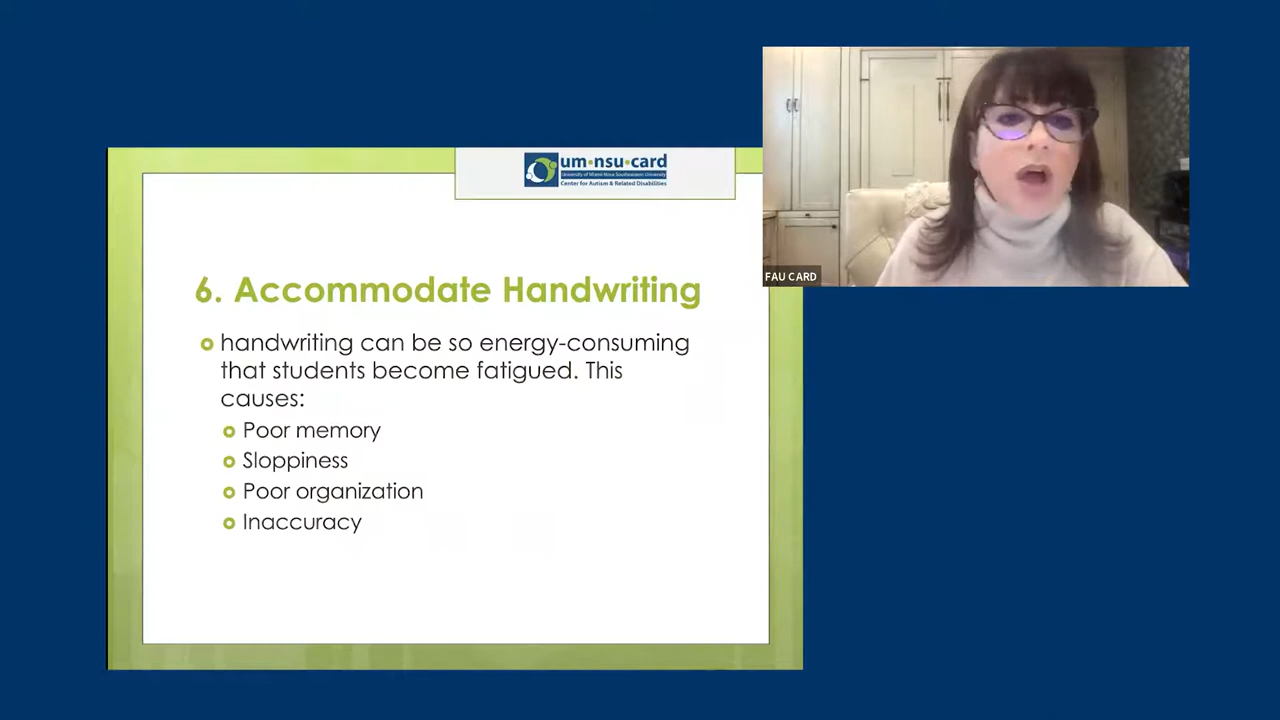 um•nsu•card
University of Miami-Nova Southeastern University
Center for Autism & Related Disabilities
FAU CARD
6. Accommodate Handwriting
handwriting can be so energy-consuming
that students become fatigued. This
causes:
Poor memory
Sloppiness
Poor organization
Inaccuracy